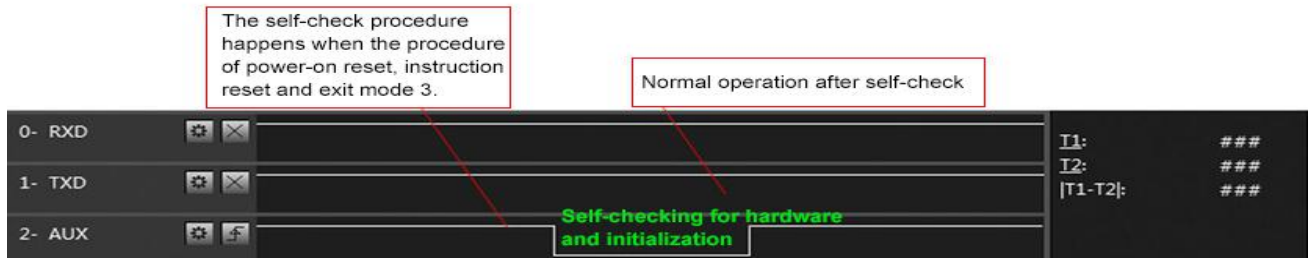 The self-check procedure
happens when the procedure
of power-on reset, instruction
reset and exit mode 3.
Normal operation after self-check
0- RXD
T1: ###
T2: ###
1- TXD
|T1-T2|: ###
Self-checking for hardware
and initialization
2- AUX